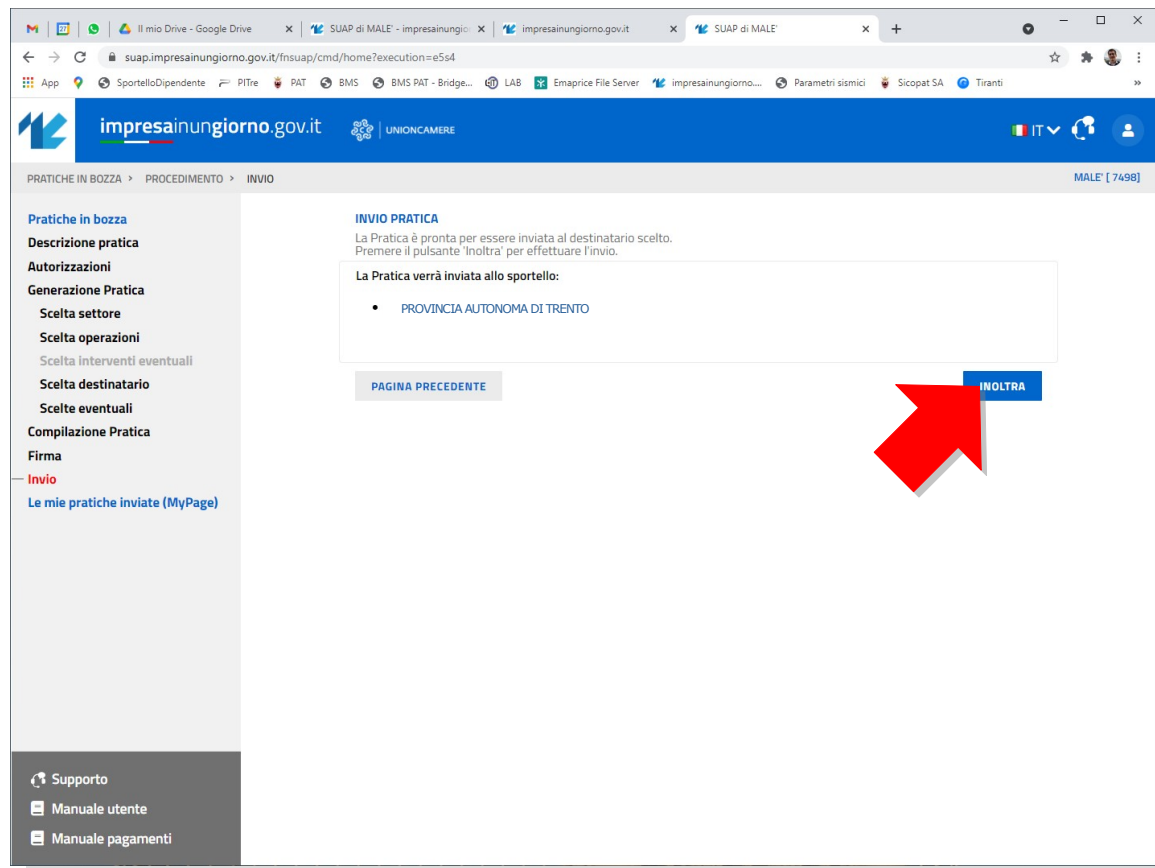 Il mio Drive - Google Drive
SUAP di MALE' - impresainungio
impresainungiorno.gov.it
SUAP di MALE'
suap.impresainungiorno.gov.it/fnsuap/cmd/home?execution=e5s4
App
SportelloDipendente
PITre
PAT
BMS
BMS PAT - Bridge...
LAB
Emaprice File Server
impresainungiorno....
Parametri sismici
Sicopat SA
Tiranti
»
impresainungiorno.gov.it
UNIONCAMERE
IT
PRATICHE IN BOZZA > PROCEDIMENTO > INVIO
MALE' [ 7498]
Pratiche in bozza
Descrizione pratica
Autorizzazioni
Generazione Pratica
Scelta settore
Scelta operazioni
Scelta interventi eventuali
Scelta destinatario
Scelte eventuali
Compilazione Pratica
Firma
Invio
Le mie pratiche inviate (MyPage)
INVIO PRATICA
La Pratica è pronta per essere inviata al destinatario scelto.
Premere il pulsante 'Inoltra' per effettuare l'invio.
La Pratica verrà inviata allo sportello:
• PROVINCIA AUTONOMA DI TRENTO
PAGINA PRECEDENTE
INOLTRA
Supporto
Manuale utente
Manuale pagamenti